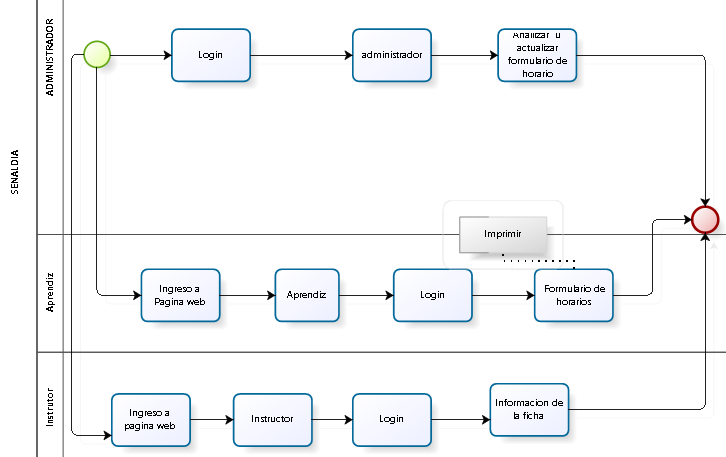 SENALDIA
ADMINISTRADOR
Login
administrador
Analizar u
actualizar
formulario de
horario
Imprimir
Aprendiz
Ingreso a
Pagina web
Aprendiz
Login
Formulario de
horarios
Instrutor
Ingreso a
pagina web
Instructor
Login
Informacion de
la ficha